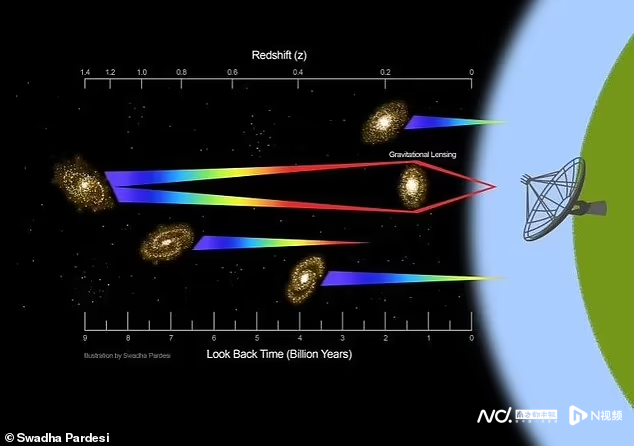 Redshift (z)
1.4 1.2 1.0 0.8 0.6 0.4 0.2 0
Gravitational Lensing
9 8 7 6 5 4 3 2 1 0
Illustration by Swadha Pardesi
Look Back Time (Billion Years)
N视频
© Swadha Pardesi